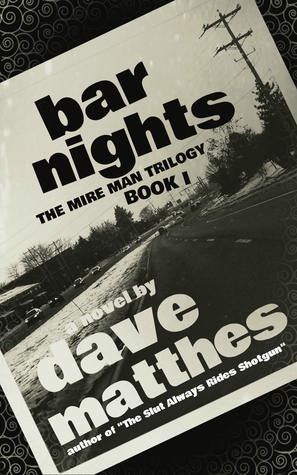 bar
nights
THE MIRE MAN TRILOGY
BOOK I
a novel by
dave
matthes
author of "The Slut Always Rides Shotgun"